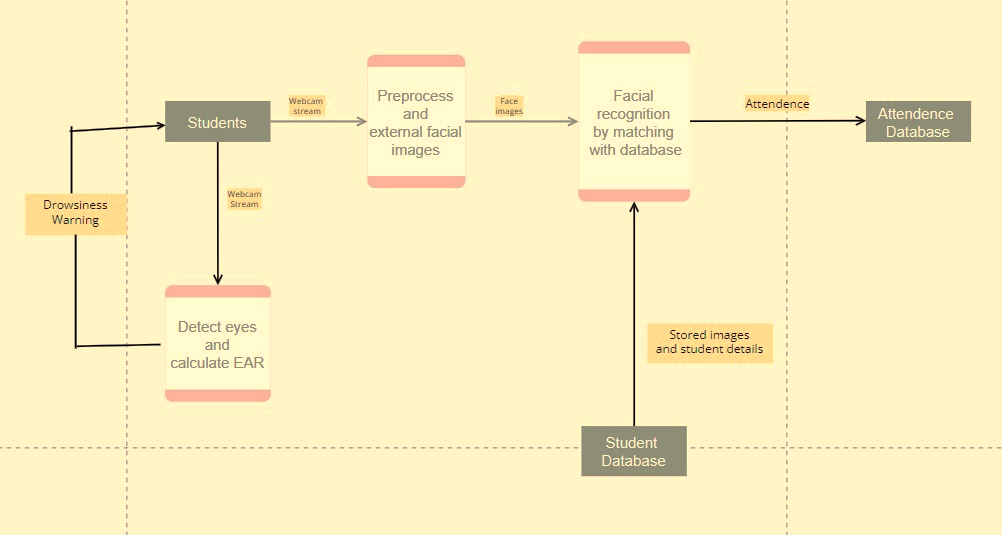 Students
Webcam
stream
Preprocess
and
external facial
images
Face
images
Facial
recognition
by matching
with database
Attendence
Attendence
Database
Drowsiness
Warning
Webcam
Stream
Detect eyes
and
calculate EAR
Stored images
and student details
Student
Database